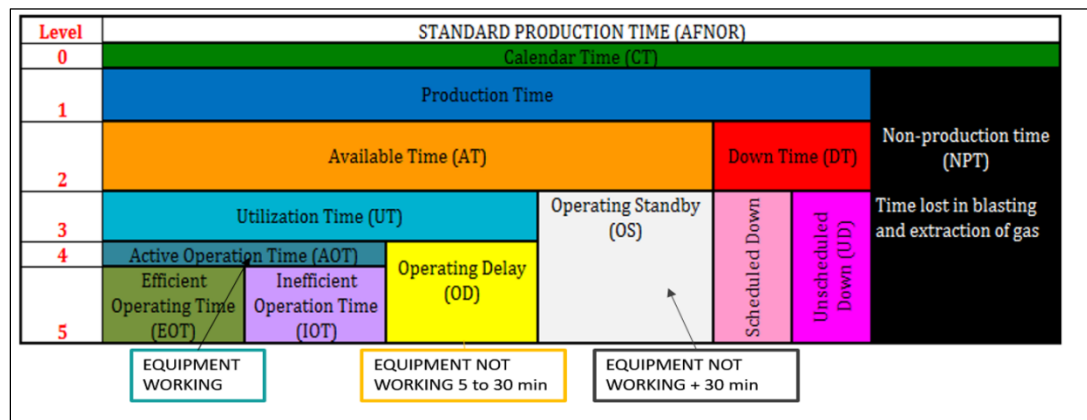 Level
STANDARD PRODUCTION TIME (AFNOR)
0
Calendar Time (CT)
1
Production Time
Non-production time
(NPT)
Time lost in blasting
and extraction of gas
2
Available Time (AT)
Down Time (DT)
3
Utilization Time (UT)
Operating Standby
(OS)
Scheduled Down
Unscheduled
Down (UD)
4
Active Operation Time (AOT)
Operating Delay
(OD)
5
Efficient
Operating Time
(EOT)
Inefficient
Operation Time
(IOT)
EQUIPMENT
WORKING
EQUIPMENT NOT
WORKING 5 to 30 min
EQUIPMENT NOT
WORKING + 30 min